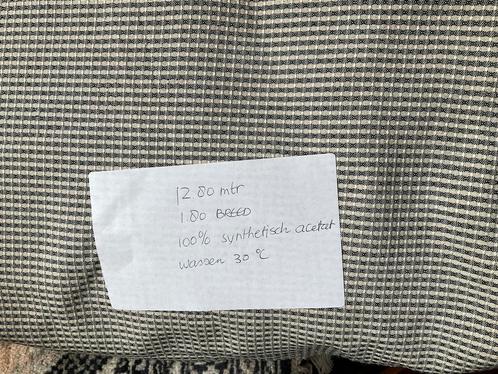 12.80 mtr
1.80 BREED
100% synthetisch acetat
wassen 30 °C